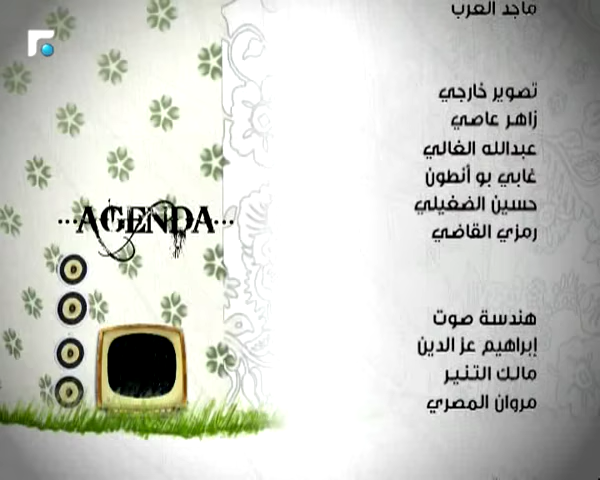 ماجد العرب
تصوير خارجي
زاهر عاصي
عبدالله الغالي
غابي بو أنطون
حسين الضغيلي
رمزي القاضي
...AGENDA...
هندسة صوت
إبراهيم عز الدين
مالك التنير
مروان المصري